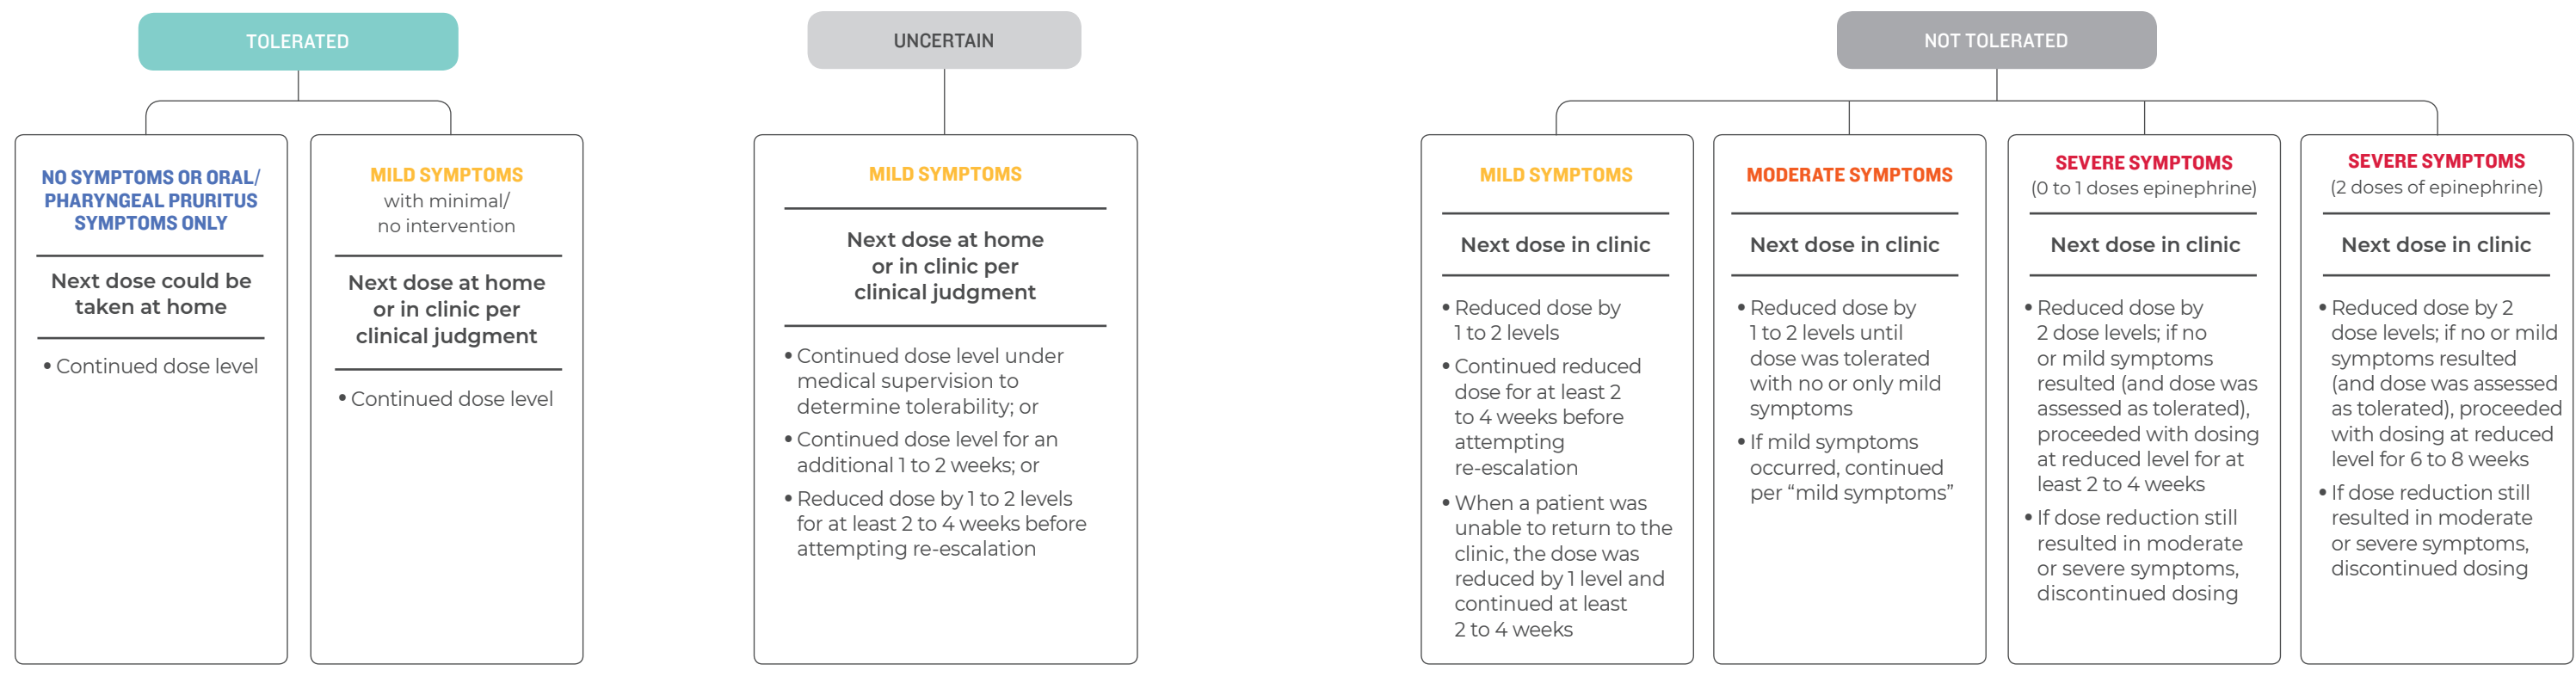 TOLERATED
NO SYMPTOMS OR ORAL/
PHARYNGEAL PRURITUS
SYMPTOMS ONLY
Next dose could be
taken at home
• Continued dose level
MILD SYMPTOMS
with minimal/
no intervention
Next dose at home
or in clinic per
clinical judgment
• Continued dose level
UNCERTAIN
MILD SYMPTOMS
Next dose at home
or in clinic per
clinical judgment
• Continued dose level under
medical supervision to
determine tolerability; or
• Continued dose level for an
additional 1 to 2 weeks; or
• Reduced dose by 1 to 2 levels
for at least 2 to 4 weeks before
attempting re-escalation
NOT TOLERATED
MILD SYMPTOMS
Next dose in clinic
• Reduced dose by
1 to 2 levels
• Continued reduced
dose for at least 2
to 4 weeks before
attempting
re-escalation
• When a patient was
unable to return to the
clinic, the dose was
reduced by 1 level and
continued at least
2 to 4 weeks
MODERATE SYMPTOMS
Next dose in clinic
• Reduced dose by
1 to 2 levels until
dose was tolerated
with no or only mild
symptoms
• If mild symptoms
occurred, continued
per “mild symptoms”
SEVERE SYMPTOMS
(0 to 1 doses epinephrine)
Next dose in clinic
• Reduced dose by
2 dose levels; if no
or mild symptoms
resulted (and dose was
assessed as tolerated),
proceeded with dosing
at reduced level for at
least 2 to 4 weeks
• If dose reduction still
resulted in moderate
or severe symptoms,
discontinued dosing
SEVERE SYMPTOMS
(2 doses of epinephrine)
Next dose in clinic
• Reduced dose by 2
dose levels; if no or mild
symptoms resulted
(and dose was assessed
as tolerated), proceeded
with dosing at reduced
level for 6 to 8 weeks
• If dose reduction still
resulted in moderate
or severe symptoms,
discontinued dosing